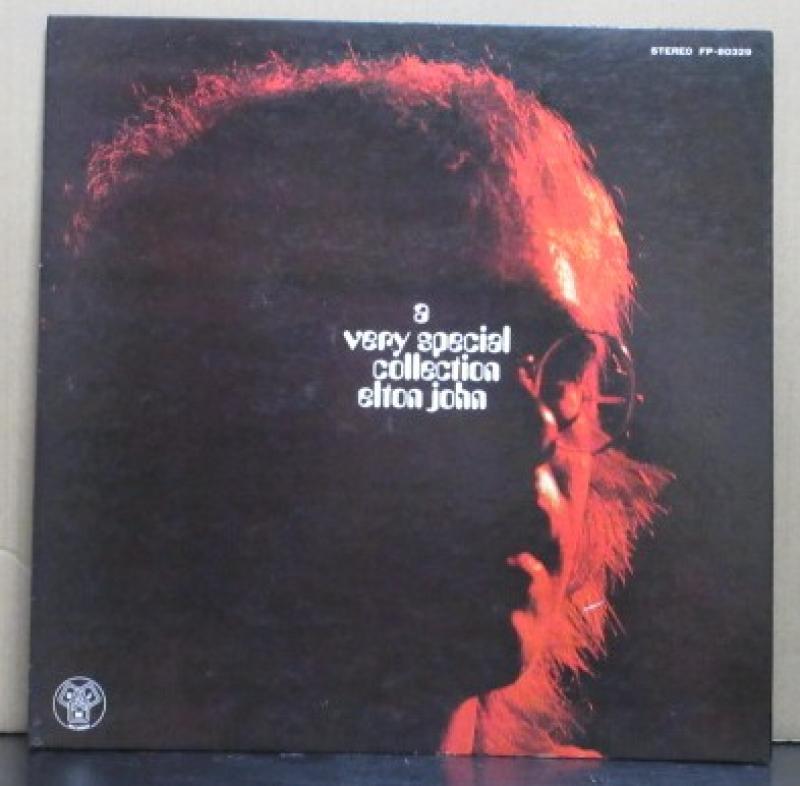 STEREO FP-80329
a
very special
collection
elton john